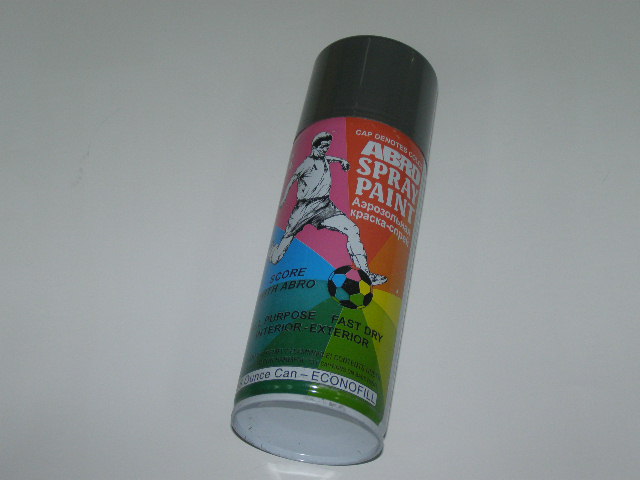 CAP DENOTES COLOR
ABRO
SPRAY
PAINT
Аэрозольная
краска-спрей
SCORE
WITH ABRO
PURPOSE FAST DRY
INTERIOR-EXTERIOR
Ounce Can – ECONOFILL